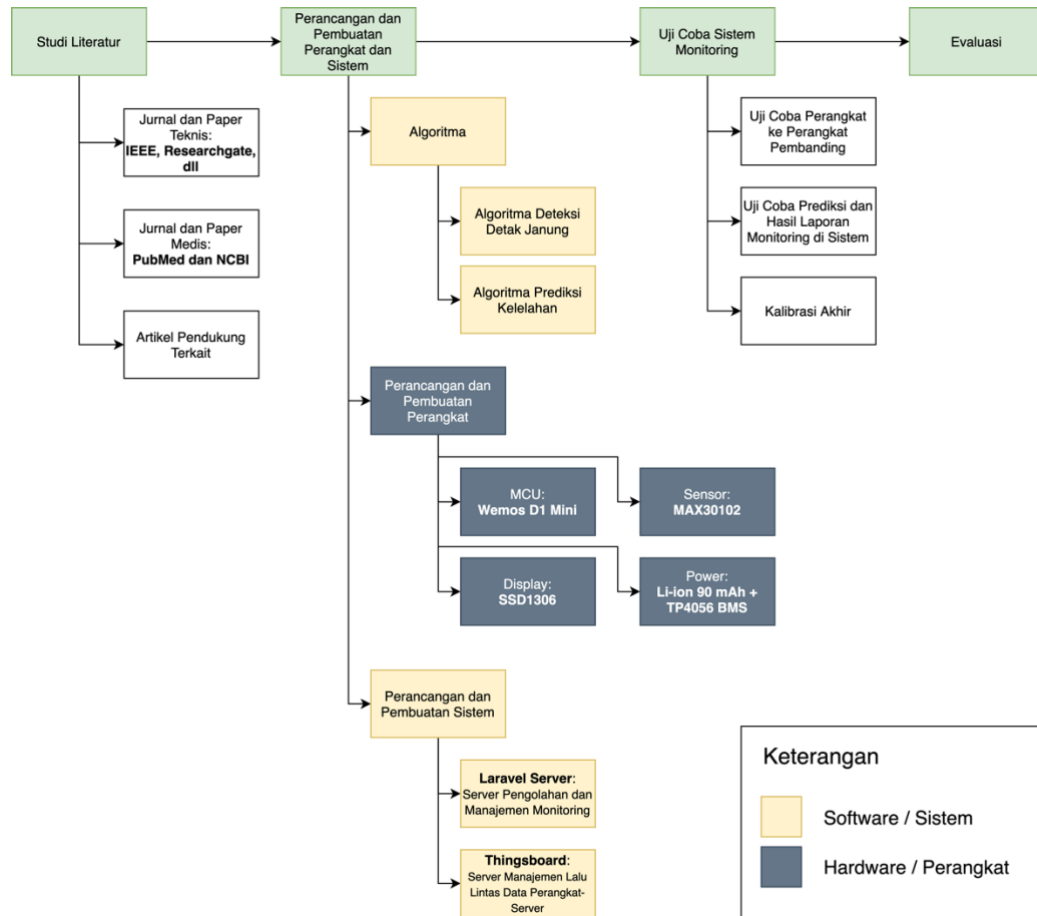 Studi Literatur
Perancangan dan
Pembuatan
Perangkat dan
Sistem
Uji Coba Sistem
Monitoring
Evaluasi
Jurnal dan Paper
Teknis:
IEEE, Researchgate,
dll
Jurnal dan Paper
Medis:
PubMed dan NCBI
Artikel Pendukung
Terkait
Algoritma
Algoritma Deteksi
Detak Janung
Algoritma Prediksi
Kelelahan
Perancangan dan
Pembuatan
Perangkat
MCU:
Wemos D1 Mini
Sensor:
MAX30102
Display:
SSD1306
Power:
Li-ion 90 mAh +
TP4056 BMS
Perancangan dan
Pembuatan Sistem
Laravel Server:
Server Pengolahan dan
Manajemen Monitoring
Thingsboard:
Server Manajemen Lalu
Lintas Data Perangkat-
Server
Uji Coba Perangkat
ke Perangkat
Pembanding
Uji Coba Prediksi dan
Hasil Laporan
Monitoring di Sistem
Kalibrasi Akhir
Keterangan
Software / Sistem
Hardware / Perangkat